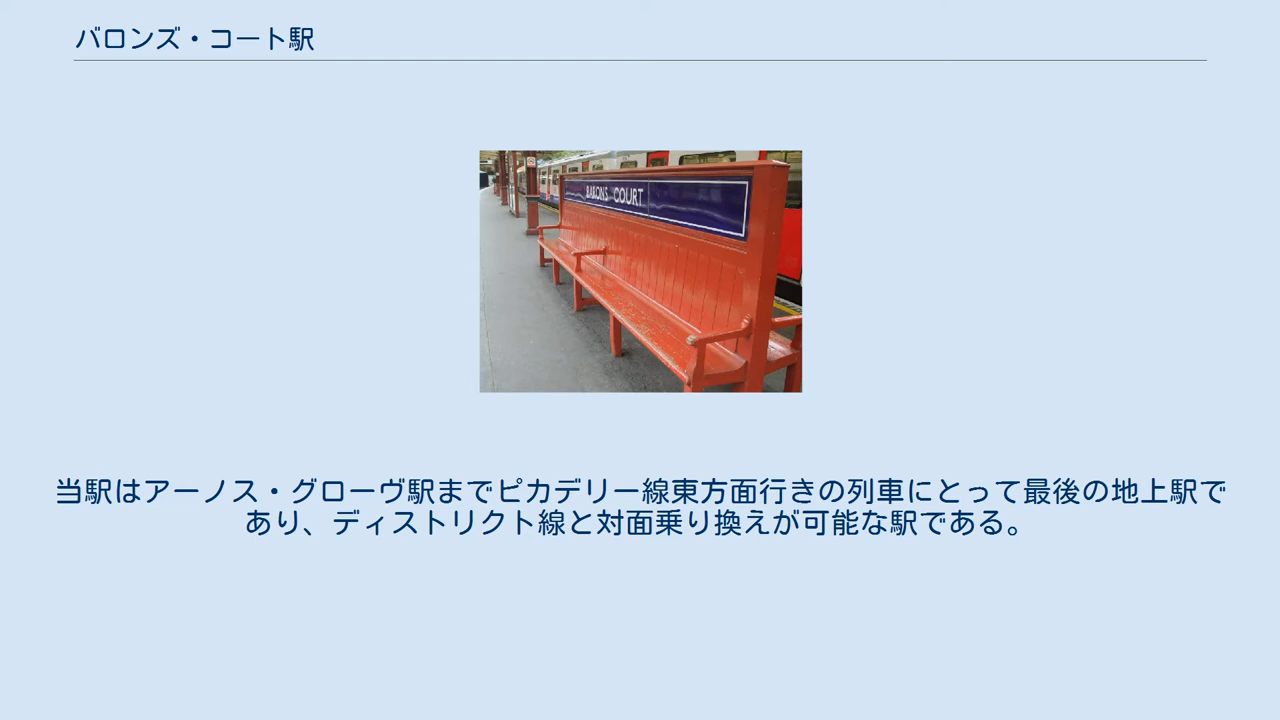 バロンズ・コート駅
BARONS COURT
当駅はアーノス・グローヴ駅までピカデリー線東方面行きの列車にとって最後の地上駅で
あり、ディストリクト線と対面乗り換えが可能な駅である。